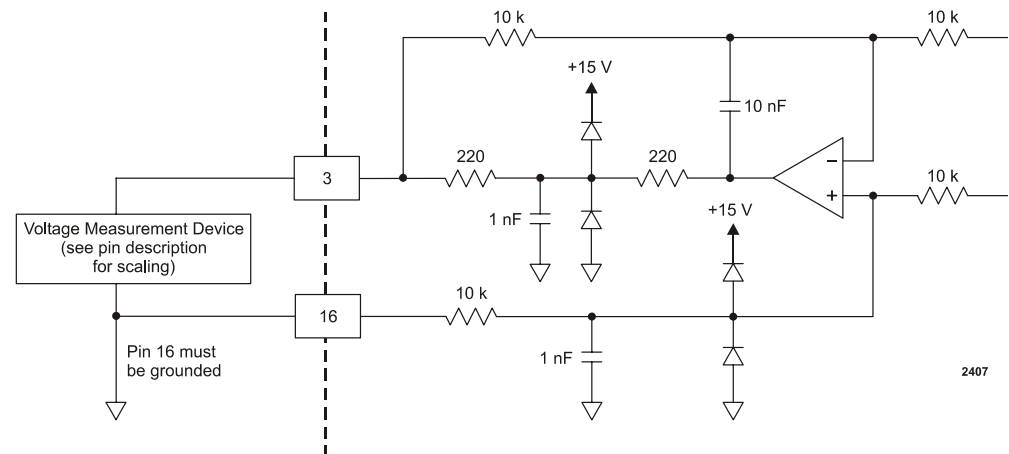 10 k
10 k
+15 V
10 nF
220
220
3
−
+
10 k
1 nF
+15 V
Voltage Measurement Device
(see pin description
for scaling)
10 k
16
1 nF
Pin 16 must
be grounded
2407